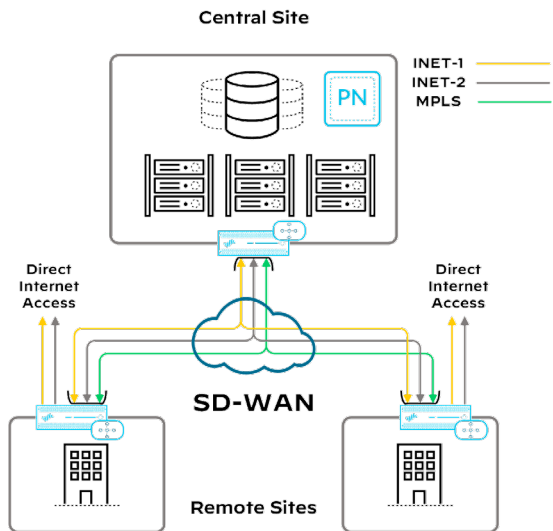 Central Site
INET-1
INET-2
MPLS
PN
Direct
Internet
Access
Direct
Internet
Access
SD-WAN
Remote Sites